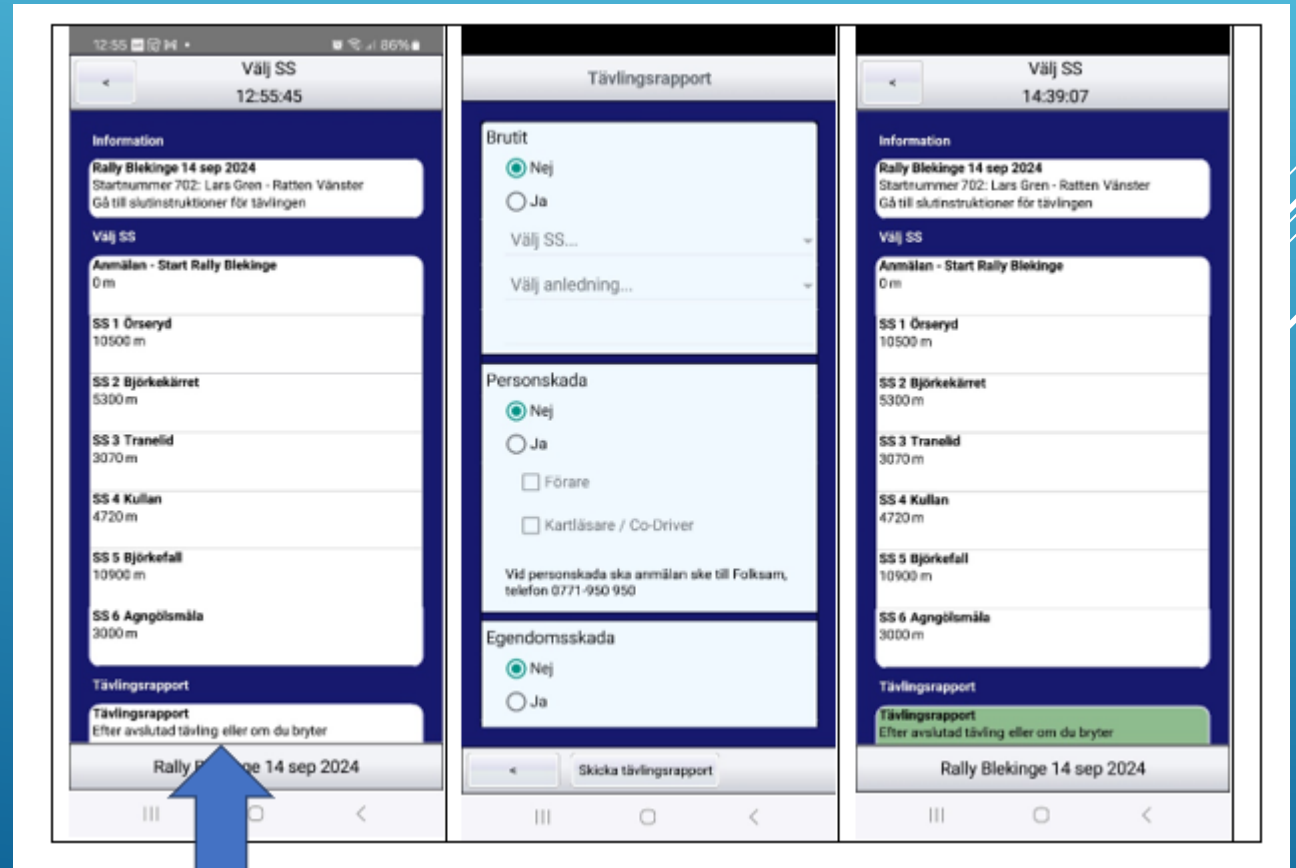 12:55
86%
Välj SS
<
12:55:45
Information
Rally Blekinge 14 sep 2024
Startnummer 702: Lars Gren - Ratten Vänster
Gå till slutinstruktioner för tävlingen
Välj SS
Anmälan - Start Rally Blekinge
0 m
SS 1 Örseryd
10500 m
SS 2 Björkekärret
5300 m
SS 3 Tranelid
3070 m
SS 4 Kullan
4720 m
SS 5 Björkefall
10900 m
SS 6 Agngölsmåla
3000 m
Tävlingsrapport
Tävlingsrapport
Efter avslutad tävling eller om du bryter
Rally ge 14 sep 2024
Tävlingsrapport
Brutit
Nej
Ja
Välj SS...
Välj anledning...
Personskada
Nej
Ja
Förare
Kartläsare / Co-Driver
Vid personskada ska anmälan ske till Folksam,
telefon 0771-950 950
Egendomsskada
Nej
Ja
< Skicka tävlingsrapport
Välj SS
<
14:39:07
Information
Rally Blekinge 14 sep 2024
Startnummer 702: Lars Gren - Ratten Vänster
Gå till slutinstruktioner för tävlingen
Välj SS
Anmälan - Start Rally Blekinge
0 m
SS 1 Örseryd
10500 m
SS 2 Björkekärret
5300 m
SS 3 Tranelid
3070 m
SS 4 Kullan
4720 m
SS 5 Björkefall
10900 m
SS 6 Agngölsmåla
3000 m
Tävlingsrapport
Tävlingsrapport
Efter avslutad tävling eller om du bryter
Rally Blekinge 14 sep 2024